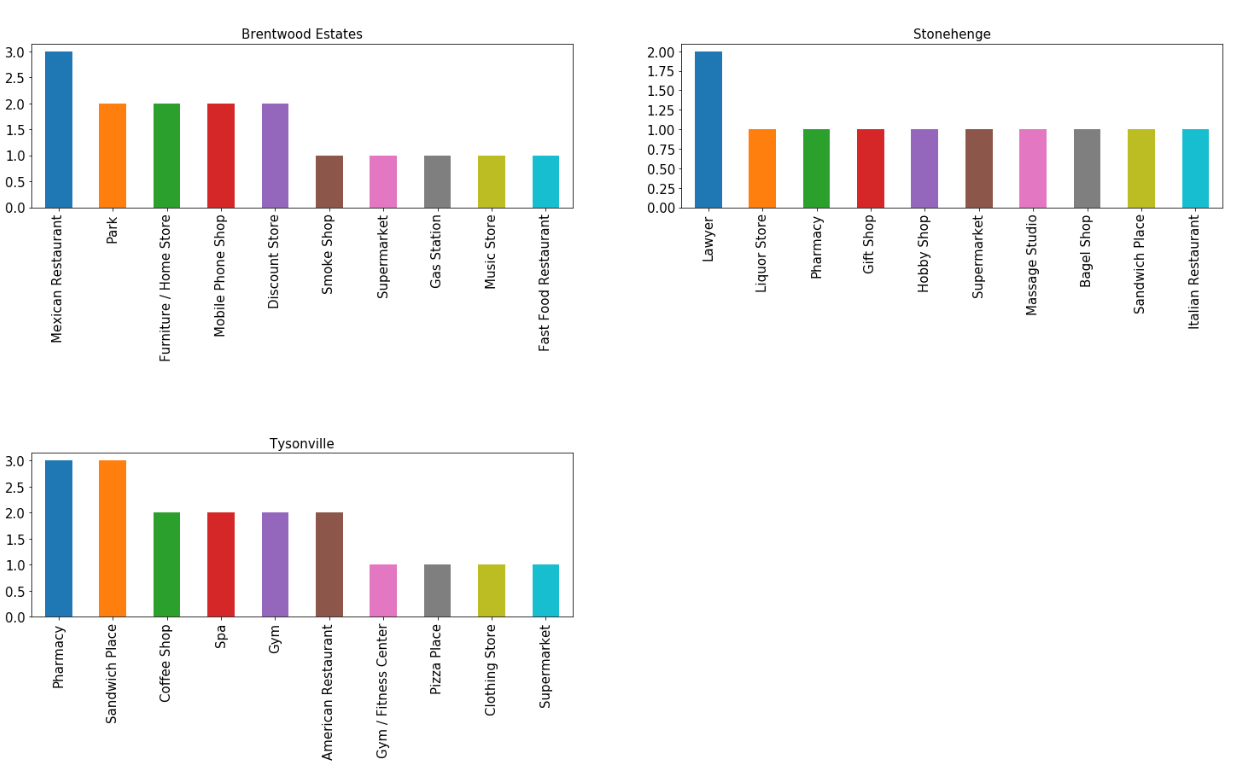 Brentwood Estates
3.0
2.5
2.0
1.5
1.0
0.5
0.0
Mexican Restaurant
Park
Furniture / Home Store
Mobile Phone Shop
Discount Store
Smoke Shop
Supermarket
Gas Station
Music Store
Fast Food Restaurant
Stonehenge
2.00
1.75
1.50
1.25
1.00
0.75
0.50
0.25
0.00
Lawyer
Liquor Store
Pharmacy
Gift Shop
Hobby Shop
Supermarket
Massage Studio
Bagel Shop
Sandwich Place
Italian Restaurant
Tysonville
3.0
2.5
2.0
1.5
1.0
0.5
0.0
Pharmacy
Sandwich Place
Coffee Shop
Spa
Gym
American Restaurant
Gym / Fitness Center
Pizza Place
Clothing Store
Supermarket